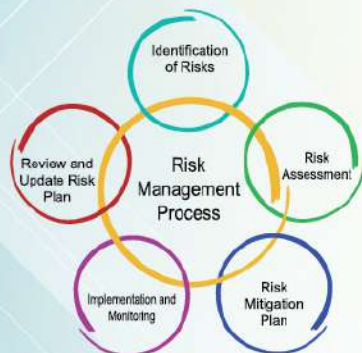 Identification
of Risks
Risk
Assessment
Risk
Mitigation
Plan
Implementation and
Monitoring
Review and
Update Risk
Plan
Risk
Management
Process